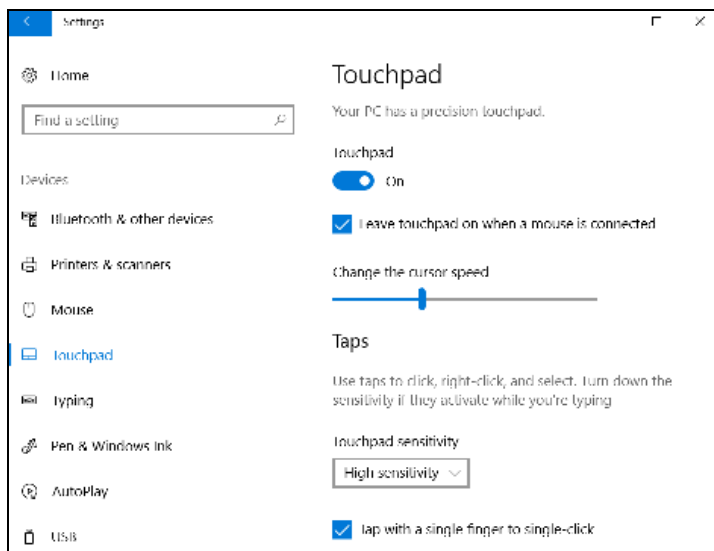 Settings
Home
Find a setting
Devices
Bluetooth & other devices
Printers & scanners
Mouse
Touchpad
Typing
Pen & Windows Ink
AutoPlay
USB
Touchpad
Your PC has a precision touchpad.
Touchpad
On
Leave touchpad on when a mouse is connected
Change the cursor speed
Taps
Use taps to click, right-click, and select. Turn down the
sensitivity if they activate while you're typing
Touchpad sensitivity
High sensitivity
Tap with a single finger to single-click